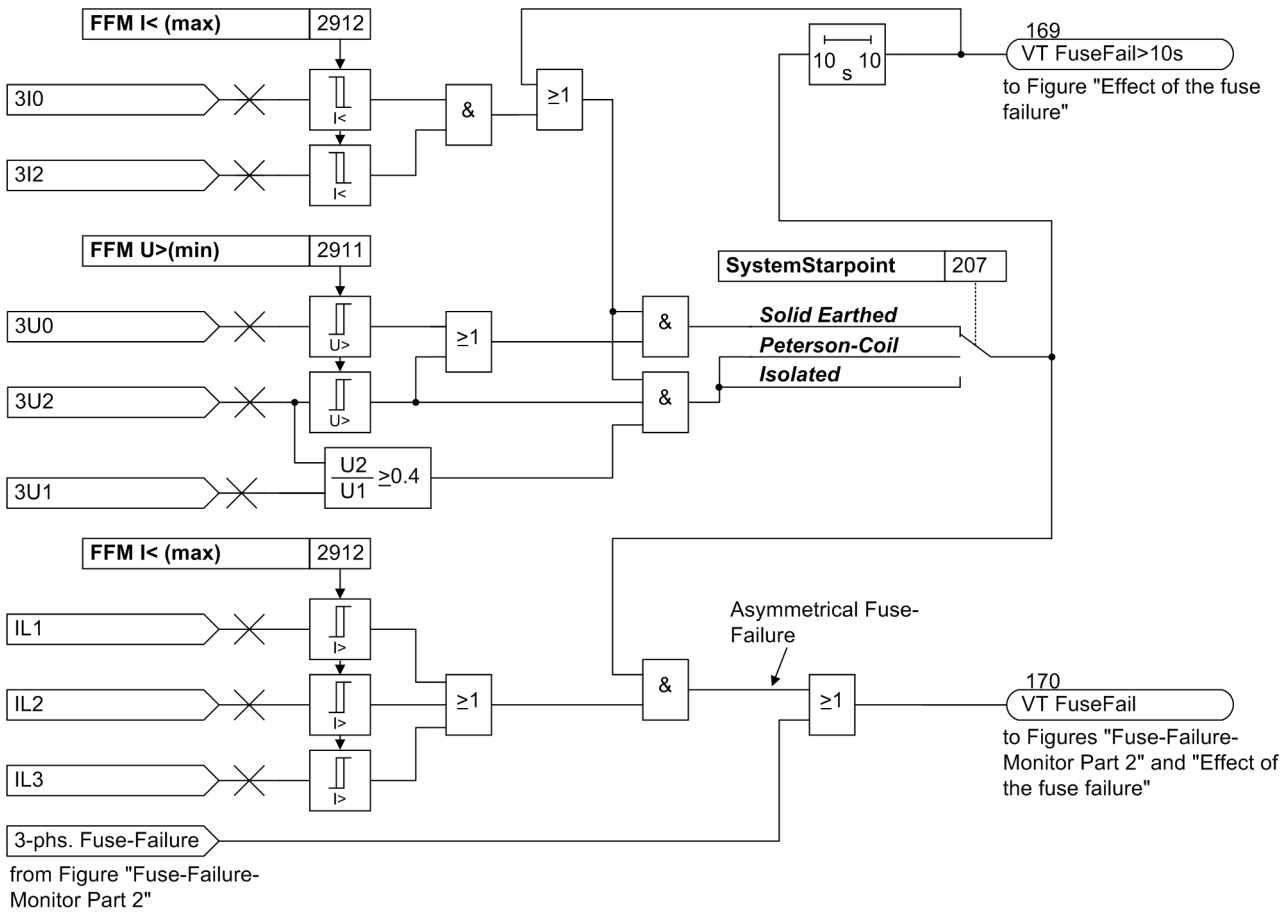 FFM I< (max) 2912
3I0
I<
3I2
I<
&
≥1
10 s 10
169
VT FuseFail>10s
to Figure "Effect of the fuse
failure"
FFM U>(min) 2911
3U0
U>
3U2
U>
≥1
3U1
U2
U1
≥0.4
&
&
SystemStarpoint 207
Solid Earthed
Peterson-Coil
Isolated
FFM I< (max) 2912
IL1
I>
IL2
I>
IL3
I>
≥1
&
Asymmetrical Fuse-
Failure
≥1
170
VT FuseFail
to Figures "Fuse-Failure-
Monitor Part 2" and "Effect of
the fuse failure"
3-phs. Fuse-Failure
from Figure "Fuse-Failure-
Monitor Part 2"